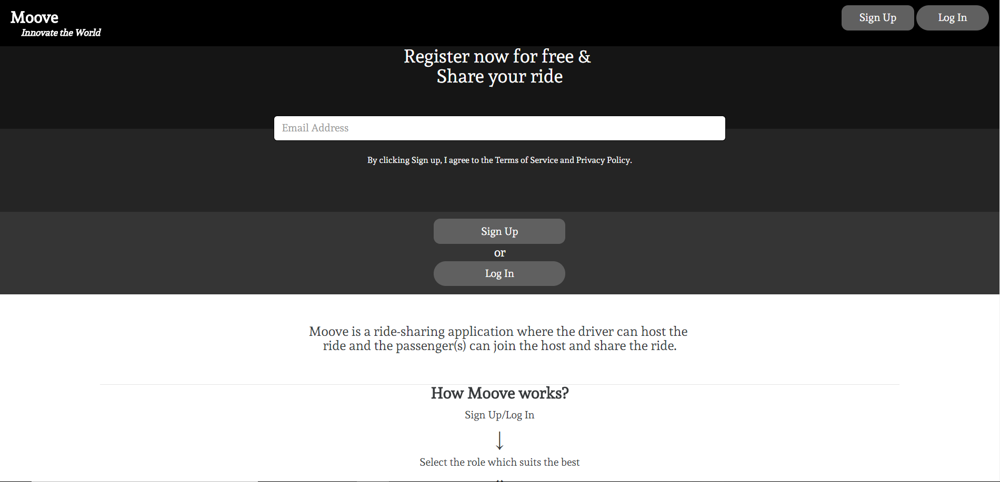 Moove
Innovate the World
Sign Up
Log In
Register now for free &
Share your ride
Email Address
By clicking Sign up, I agree to the Terms of Service and Privacy Policy.
Sign Up
or
Log In
Moove is a ride-sharing application where the driver can host the
ride and the passenger(s) can join the host and share the ride.
How Moove works?
Sign Up/Log In
↓
Select the role which suits the best